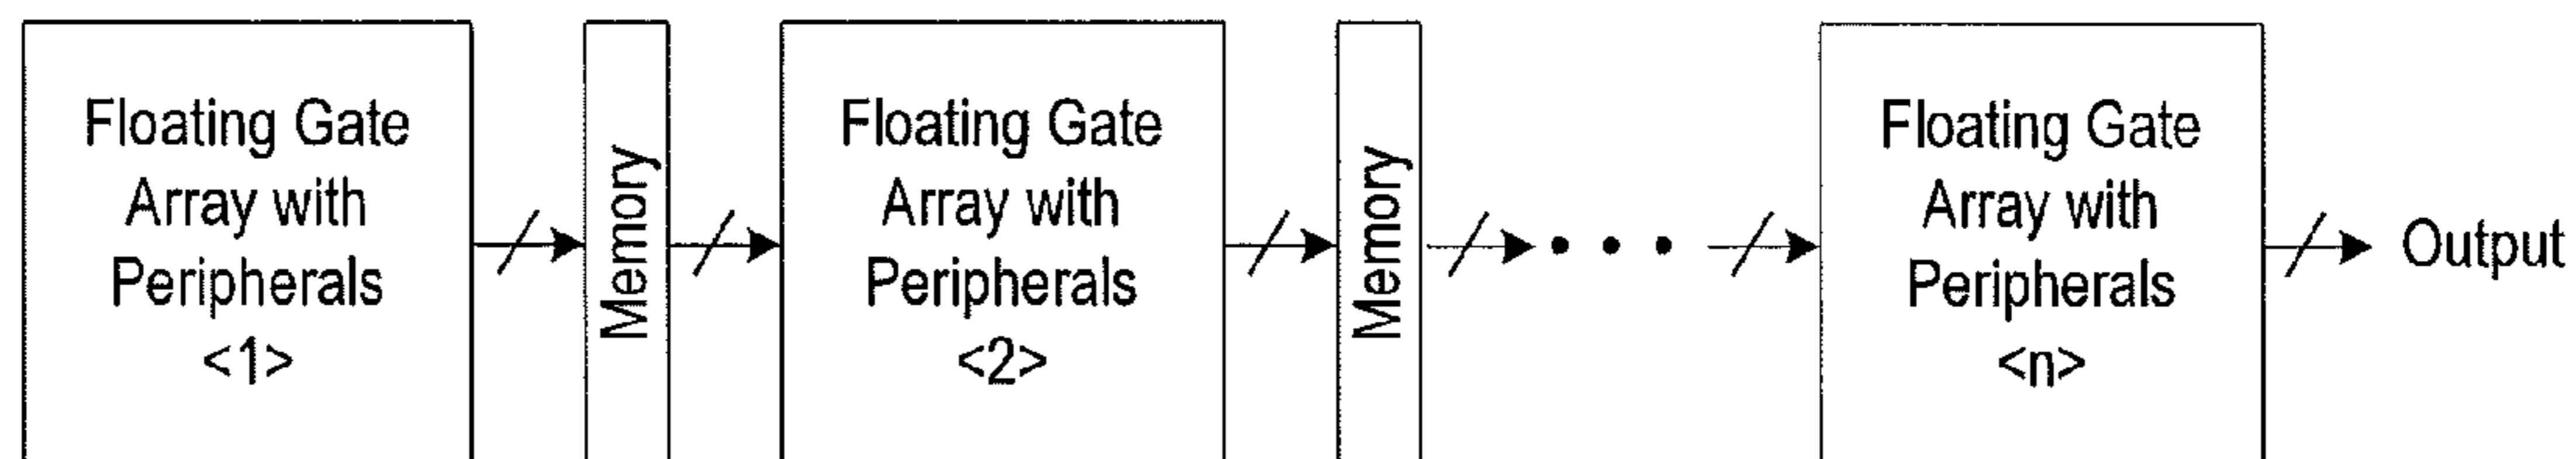 Floating Gate
Array with
Peripherals
<1>
Memory
Floating Gate
Array with
Peripherals
<2>
Memory
Floating Gate
Array with
Peripherals
<n>
Output